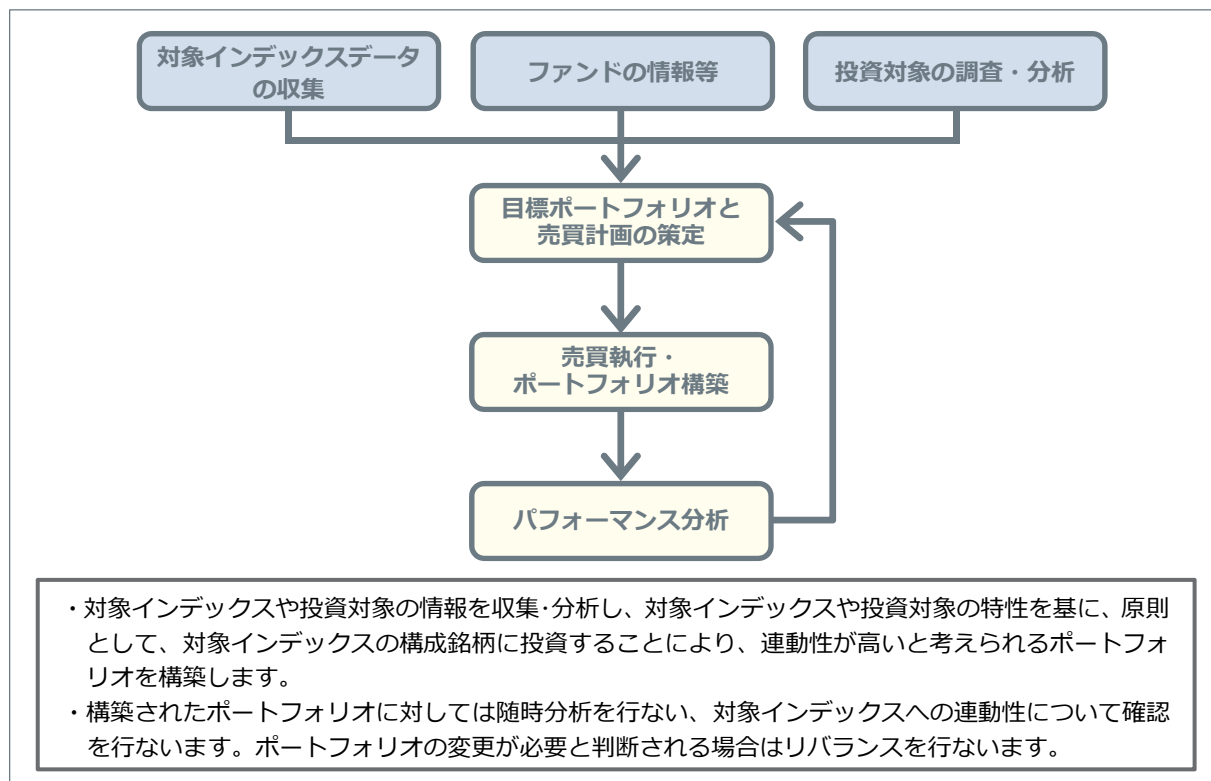 対象インデックスデータ
の収集
ファンドの情報等
投資対象の調査・分析
目標ポートフォリオと
売買計画の策定
売買執行・
ポートフォリオ構築
パフォーマンス分析
・対象インデックスや投資対象の情報を収集･分析し、対象インデックスや投資対象の特性を基に、原則
として、対象インデックスの構成銘柄に投資することにより、連動性が高いと考えられるポートフォ
リオを構築します。
・構築されたポートフォリオに対しては随時分析を行ない、対象インデックスへの連動性について確認
を行ないます。ポートフォリオの変更が必要と判断される場合はリバランスを行ないます。